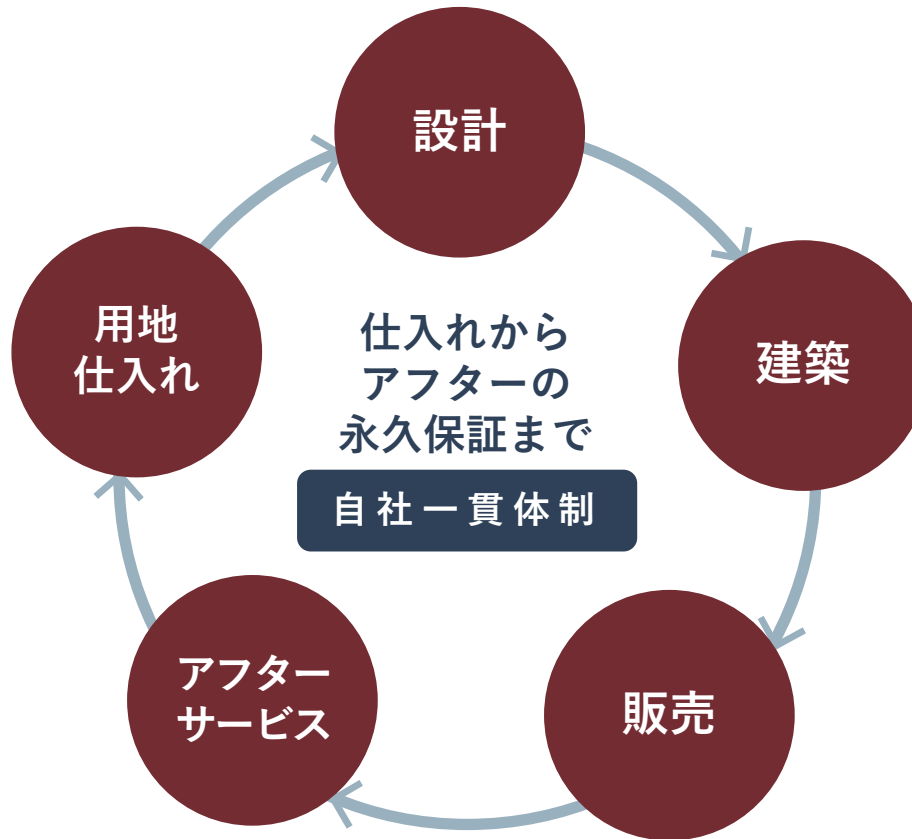 設計
用地
仕入れ
建築
仕入れから
アフターの
永久保証まで
自社一貫体制
アフター
サービス
販売